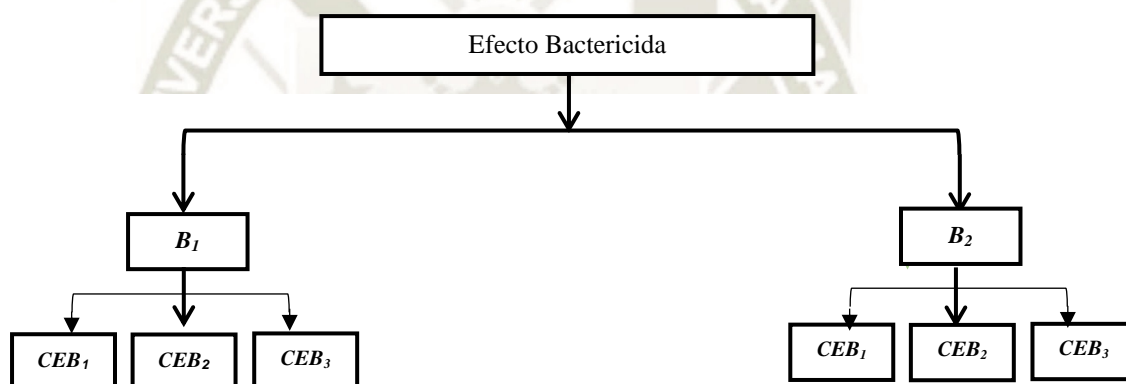 Efecto Bactericida
B₁ B₂
CEB₁ CEB₂ CEB₃ CEB₁ CEB₂ CEB₃